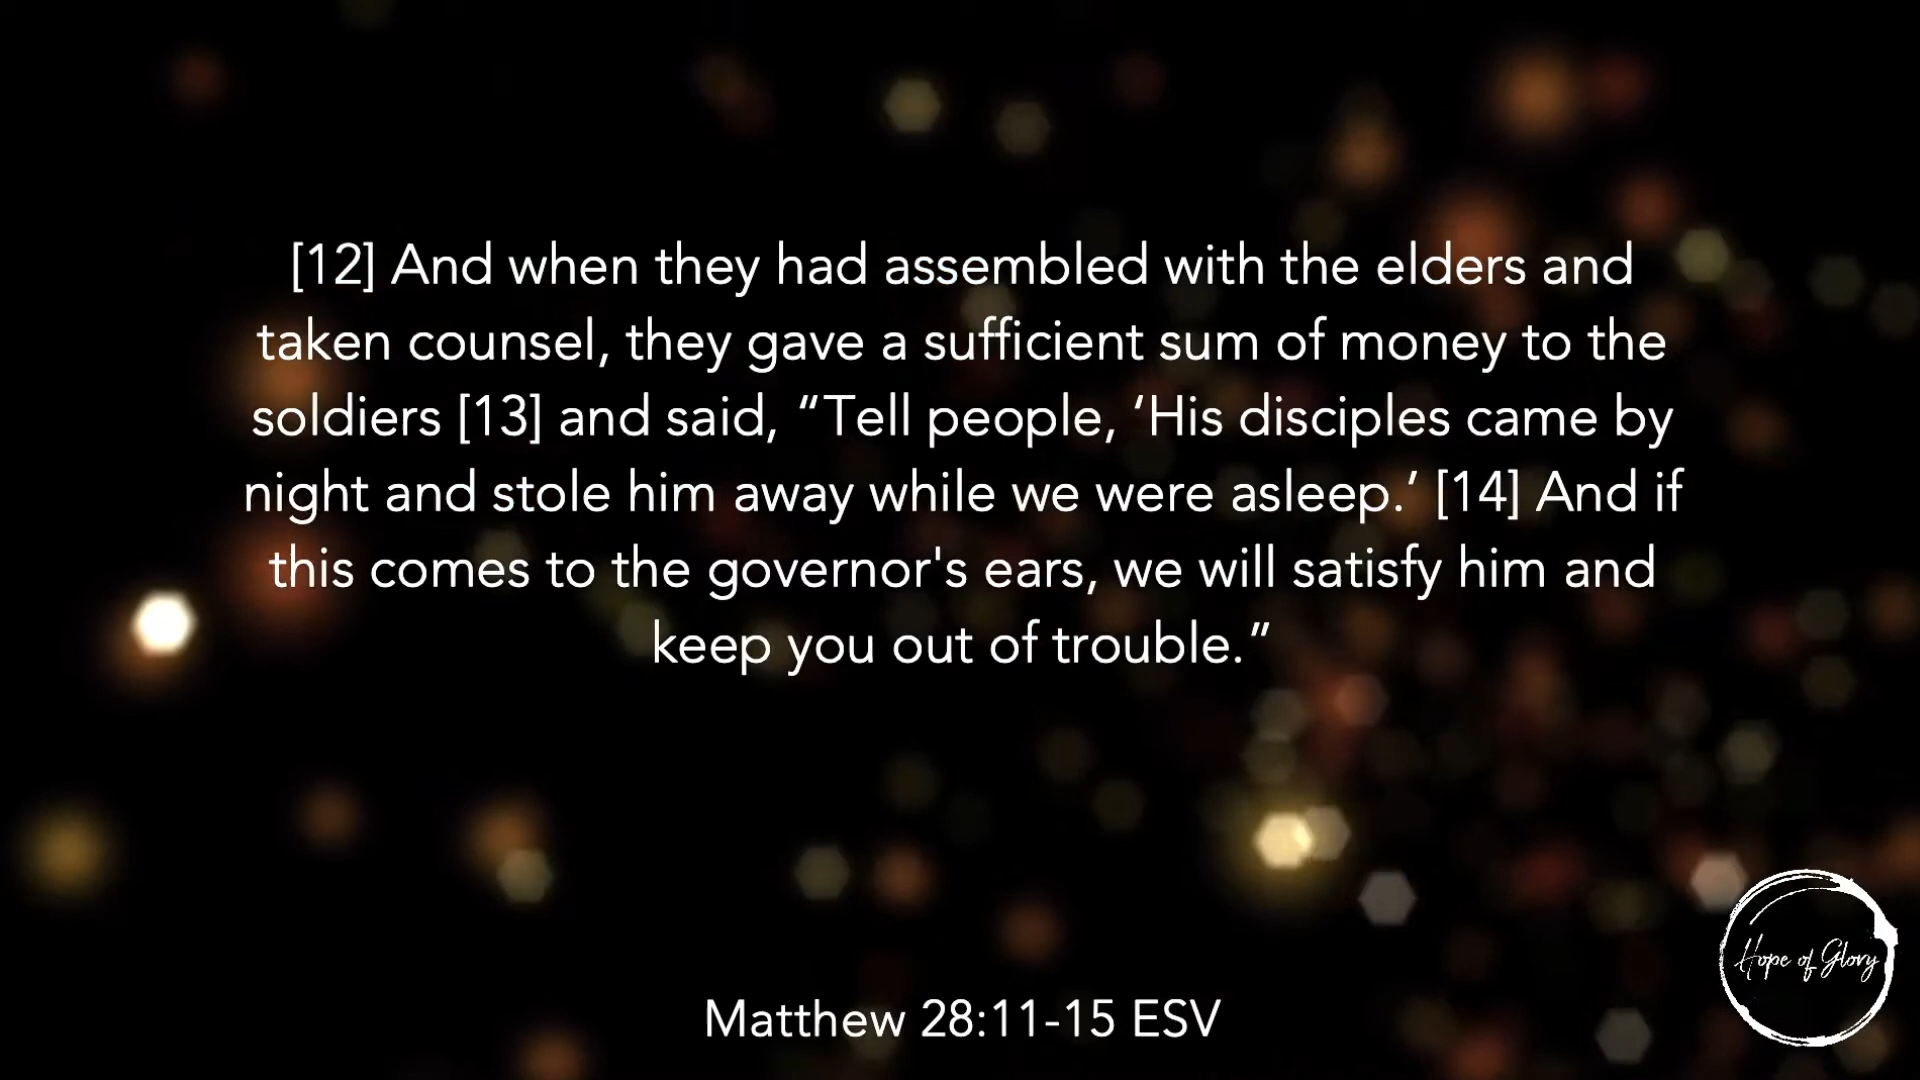 [12] And when they had assembled with the elders and
taken counsel, they gave a sufficient sum of money to the
soldiers [13] and said, “Tell people, ‘His disciples came by
night and stole him away while we were asleep.’ [14] And if
this comes to the governor's ears, we will satisfy him and
keep you out of trouble.”
Hope of Glory
Matthew 28:11-15 ESV